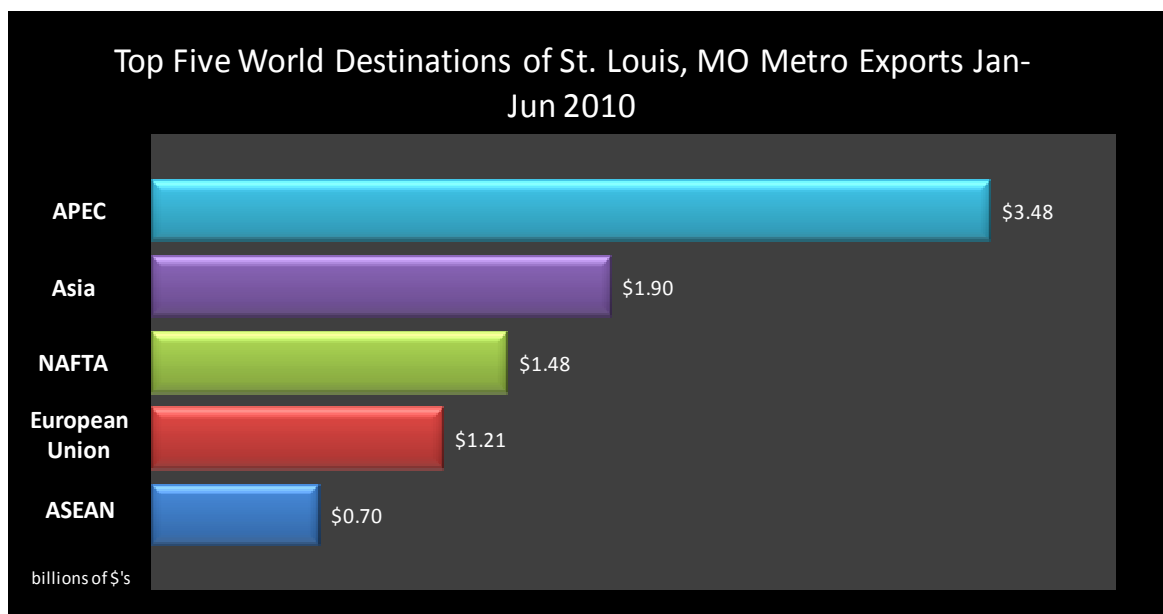 Top Five World Destinations of St. Louis, MO Metro Exports Jan-
Jun 2010
APEC
$3.48
Asia
$1.90
NAFTA
$1.48
European
Union
$1.21
ASEAN
$0.70
billions of $'s